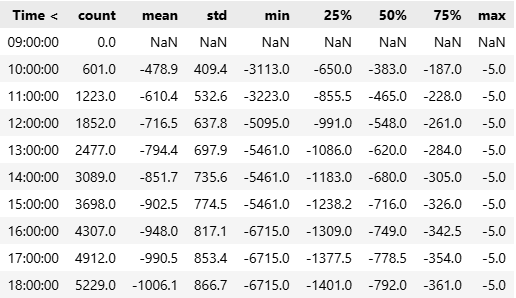 Time < count mean std min 25% 50% 75% max
09:00:00 0.0 NaN NaN NaN NaN NaN NaN NaN
10:00:00 601.0 -478.9 409.4 -3113.0 -650.0 -383.0 -187.0 -5.0
11:00:00 1223.0 -610.4 532.6 -3223.0 -855.5 -465.0 -228.0 -5.0
12:00:00 1852.0 -716.5 637.8 -5095.0 -991.0 -548.0 -261.0 -5.0
13:00:00 2477.0 -794.4 697.9 -5461.0 -1086.0 -620.0 -284.0 -5.0
14:00:00 3089.0 -851.7 735.6 -5461.0 -1183.0 -680.0 -305.0 -5.0
15:00:00 3698.0 -902.5 774.5 -5461.0 -1238.2 -716.0 -326.0 -5.0
16:00:00 4307.0 -948.0 817.1 -6715.0 -1309.0 -749.0 -342.5 -5.0
17:00:00 4912.0 -990.5 853.4 -6715.0 -1377.5 -778.5 -354.0 -5.0
18:00:00 5229.0 -1006.1 866.7 -6715.0 -1401.0 -792.0 -361.0 -5.0